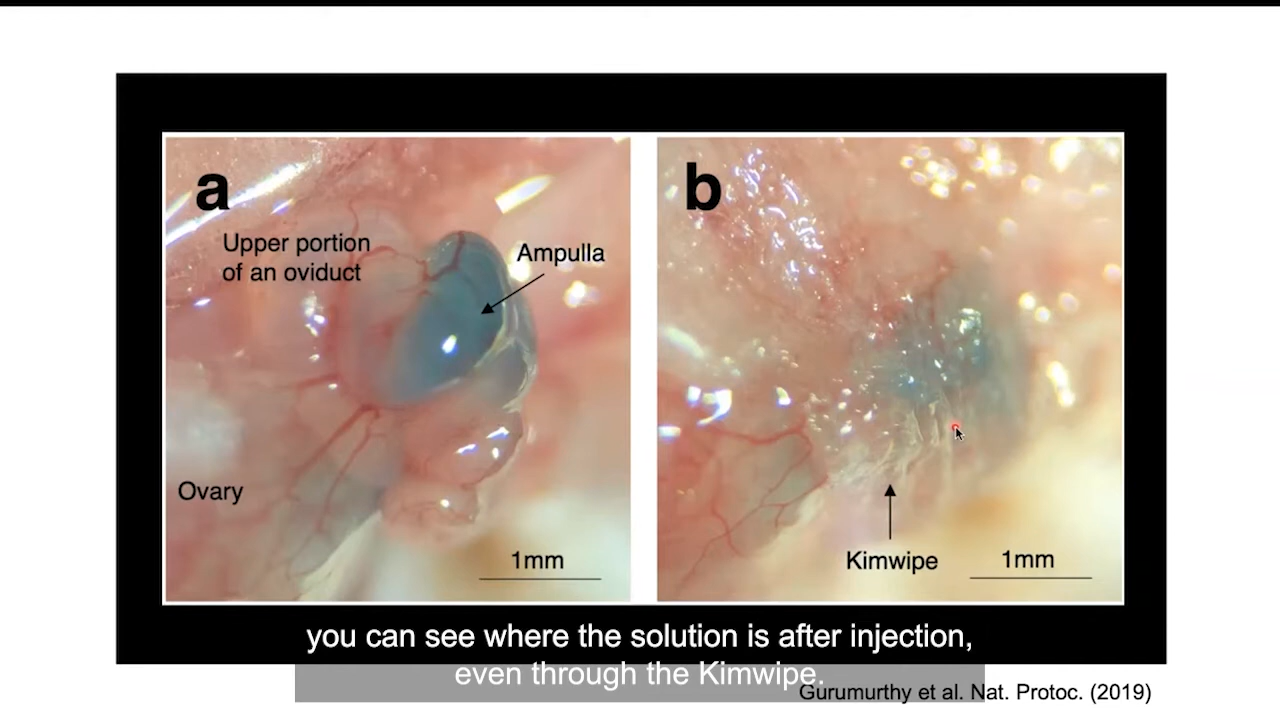 a
Upper portion
of an oviduct
Ampulla
Ovary
1mm
b
Kimwipe
1mm
you can see where the solution is after injection,
even through the Kimwipe.
Gurumurthy et al. Nat. Protoc. (2019)